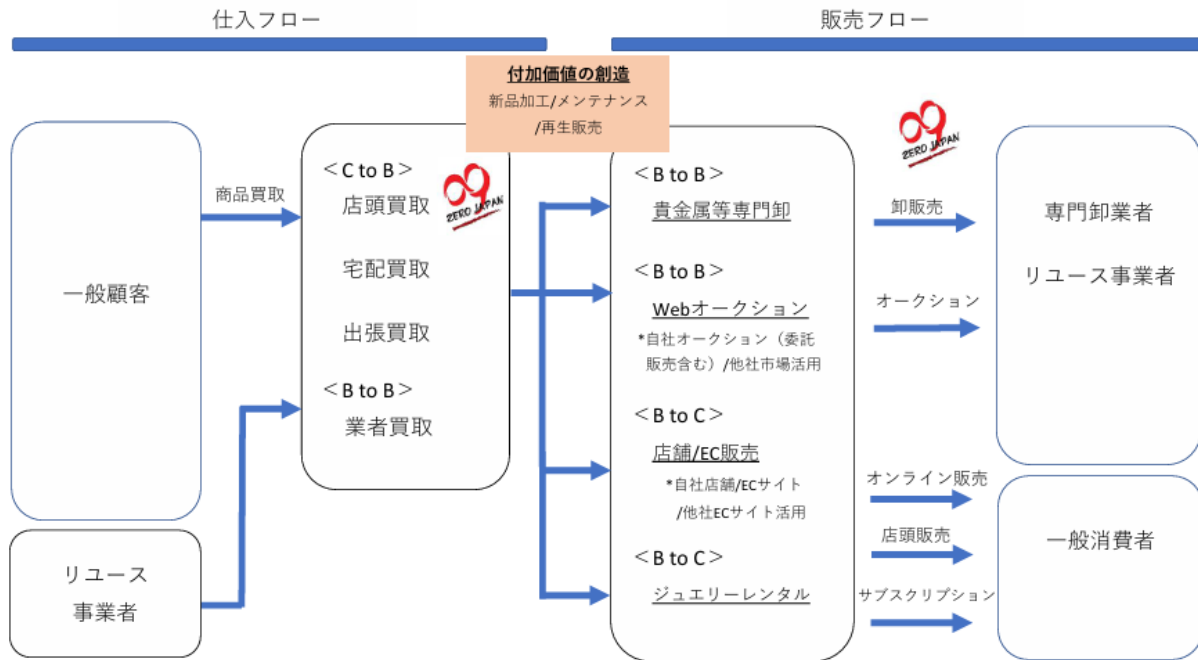 仕入フロー
販売フロー
付加価値の創造
新品加工/メンテナンス
/再生販売
一般顧客
リユース
事業者
商品買取
＜C to B＞
店頭買取
宅配買取
出張買取
＜B to B＞
業者買取
ZERO JAPAN
＜B to B＞
貴金属等専門卸
＜B to B＞
Webオークション
*自社オークション（委託
販売含む）/他社市場活用
＜B to C＞
店舗/EC販売
*自社店舗/ECサイト
/他社ECサイト活用
＜B to C＞
ジュエリーレンタル
ZERO JAPAN
卸販売
オークション
オンライン販売
店頭販売
サブスクリプション
専門卸業者
リユース事業者
一般消費者